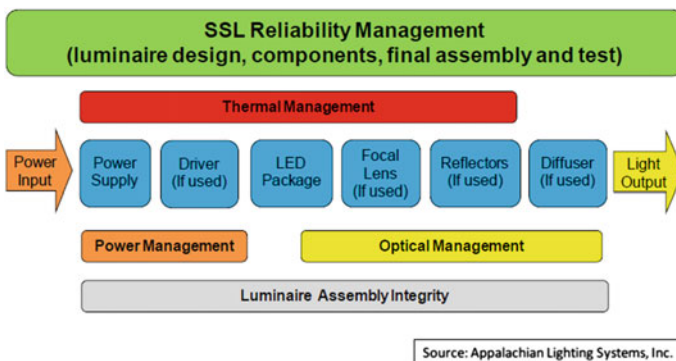 SSL Reliability Management
(luminaire design, components, final assembly and test)
Thermal Management
Power
Input
Power
Supply
Driver
(If used)
LED
Package
Focal
Lens
(If used)
Reflectors
(If used)
Diffuser
(If used)
Light
Output
Power Management
Optical Management
Luminaire Assembly Integrity
Source: Appalachian Lighting Systems, Inc.